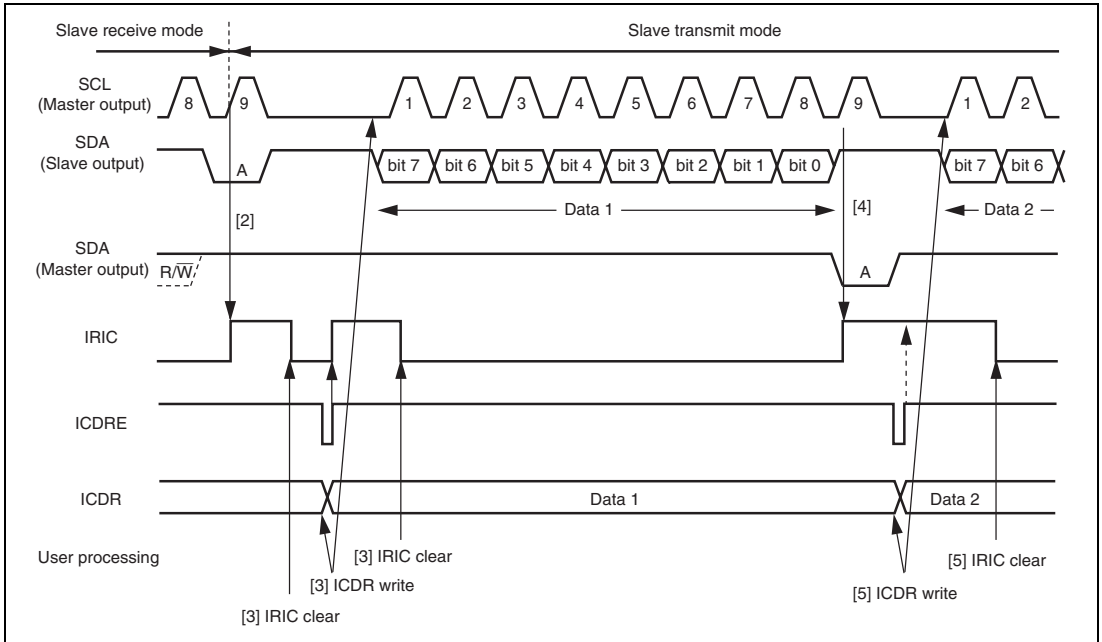 Slave receive mode Slave transmit mode
SCL
(Master output)
8 9 1 2 3 4 5 6 7 8 9 1 2
SDA
(Slave output)
A bit 7 bit 6 bit 5 bit 4 bit 3 bit 2 bit 1 bit 0 bit 7 bit 6
[2] Data 1 [4] Data 2
SDA
(Master output)
R/W̅ A
IRIC
ICDRE
ICDR Data 1 Data 2
User processing
[3] IRIC clear [5] IRIC clear
[3] ICDR write [5] ICDR write
[3] IRIC clear